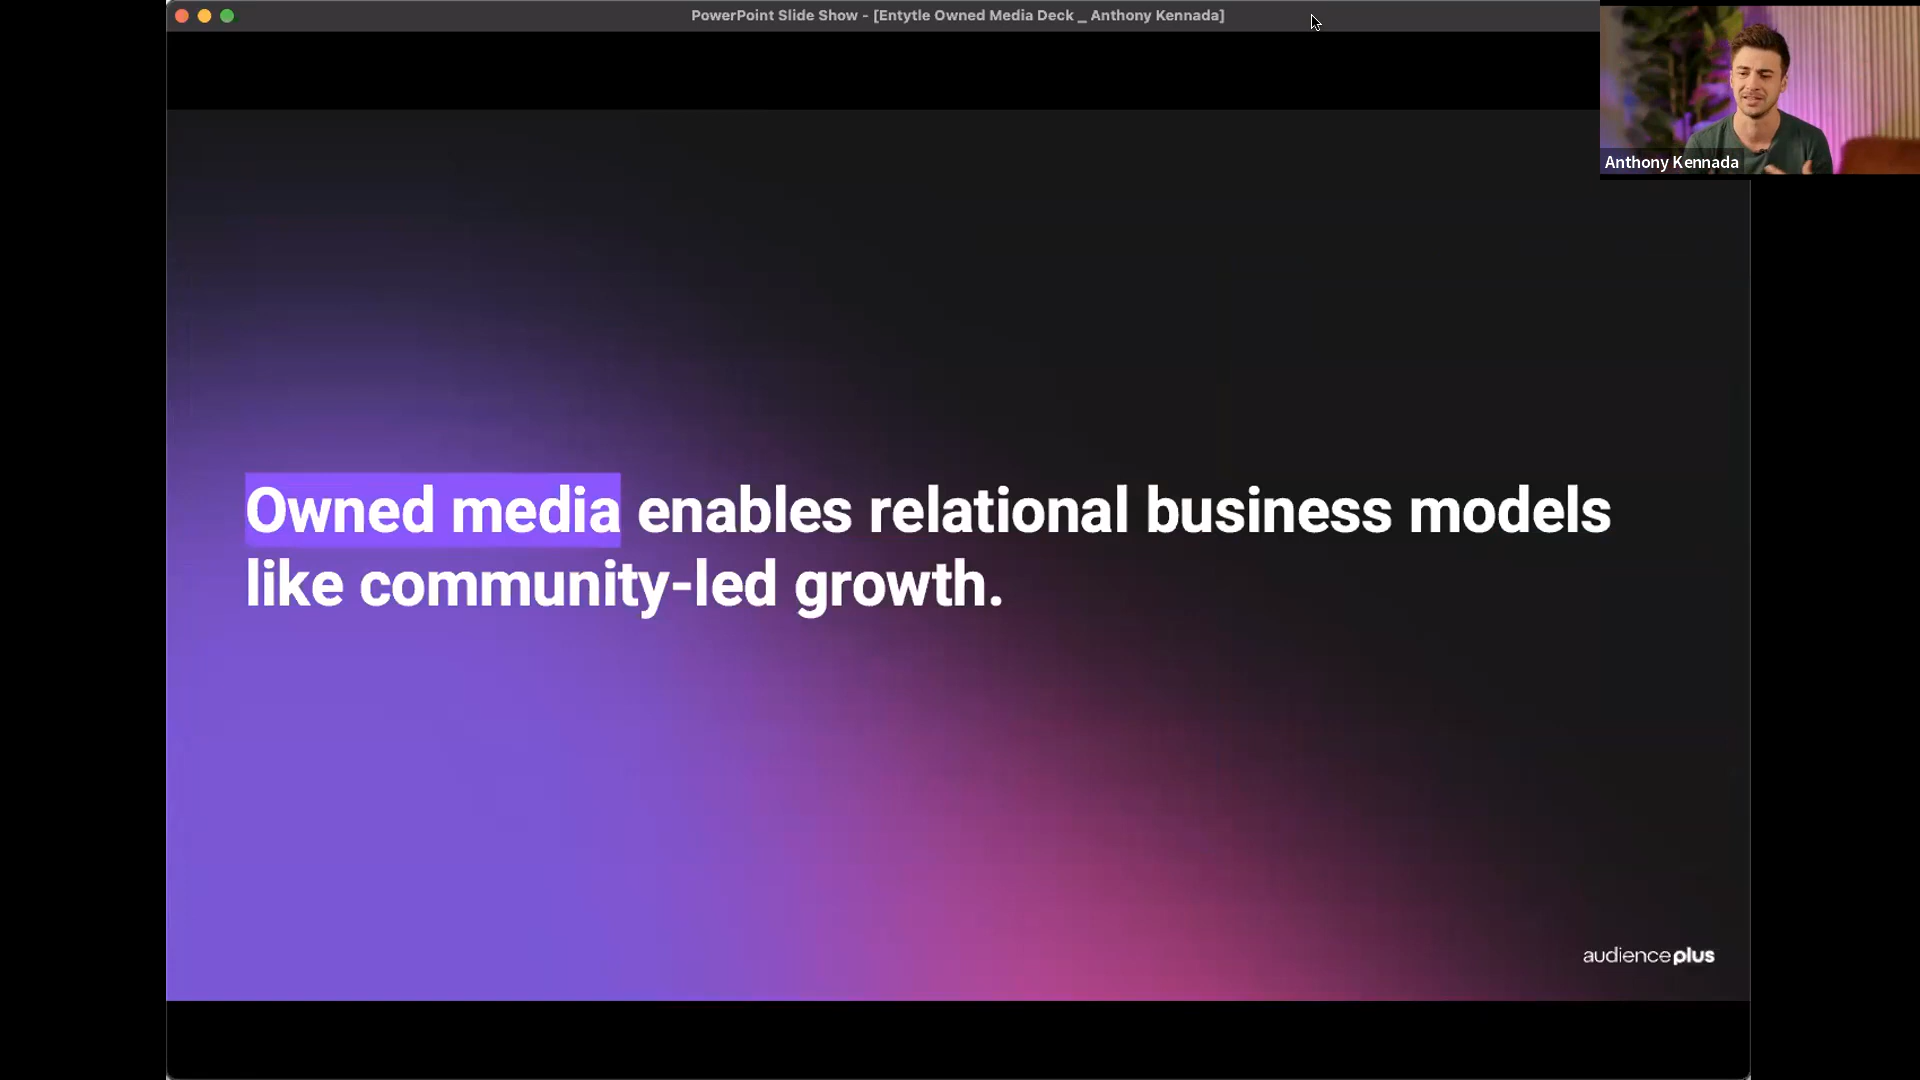 PowerPoint Slide Show - [Entytle Owned Media Deck _ Anthony Kennada]
Anthony Kennada
Owned media enables relational business models
like community-led growth.
audienceplus